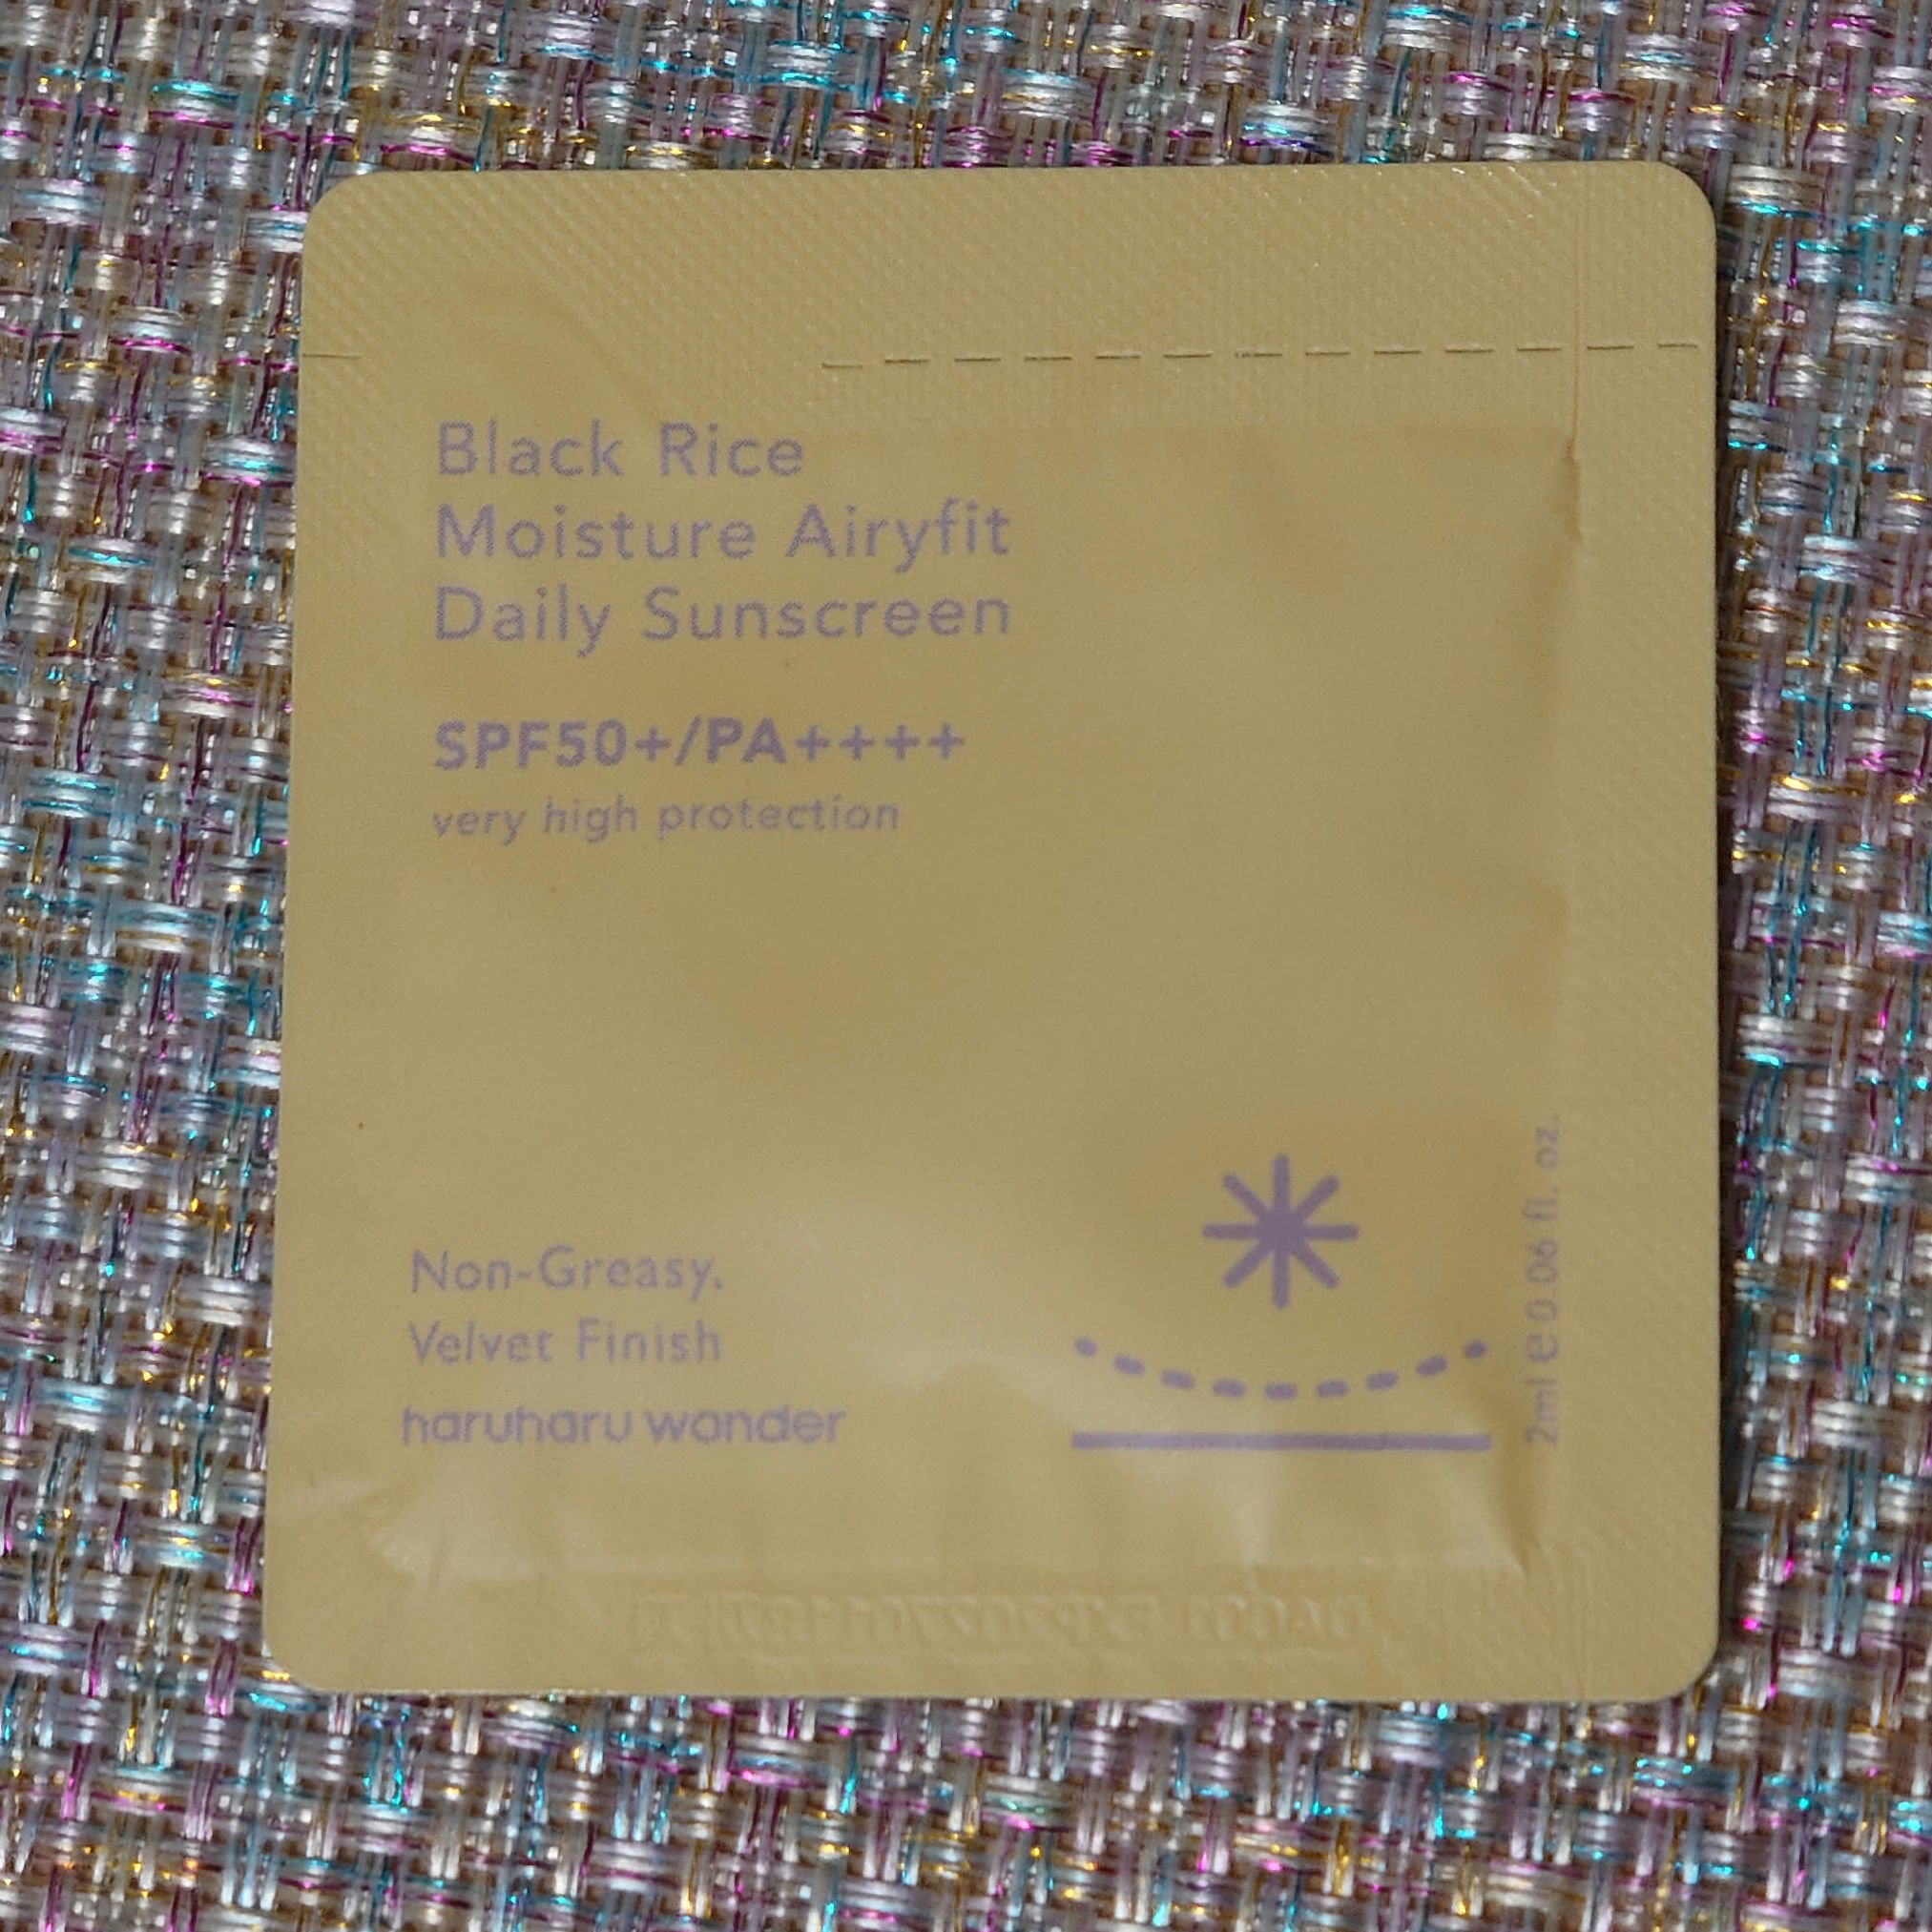 Black Rice
Moisture Airyfit
Daily Sunscreen
SPF50+/PA++++
very high protection
Non-Greasy.
Velvet Finish
haruharu wonder
2ml ℮ 0.06 fl. oz.